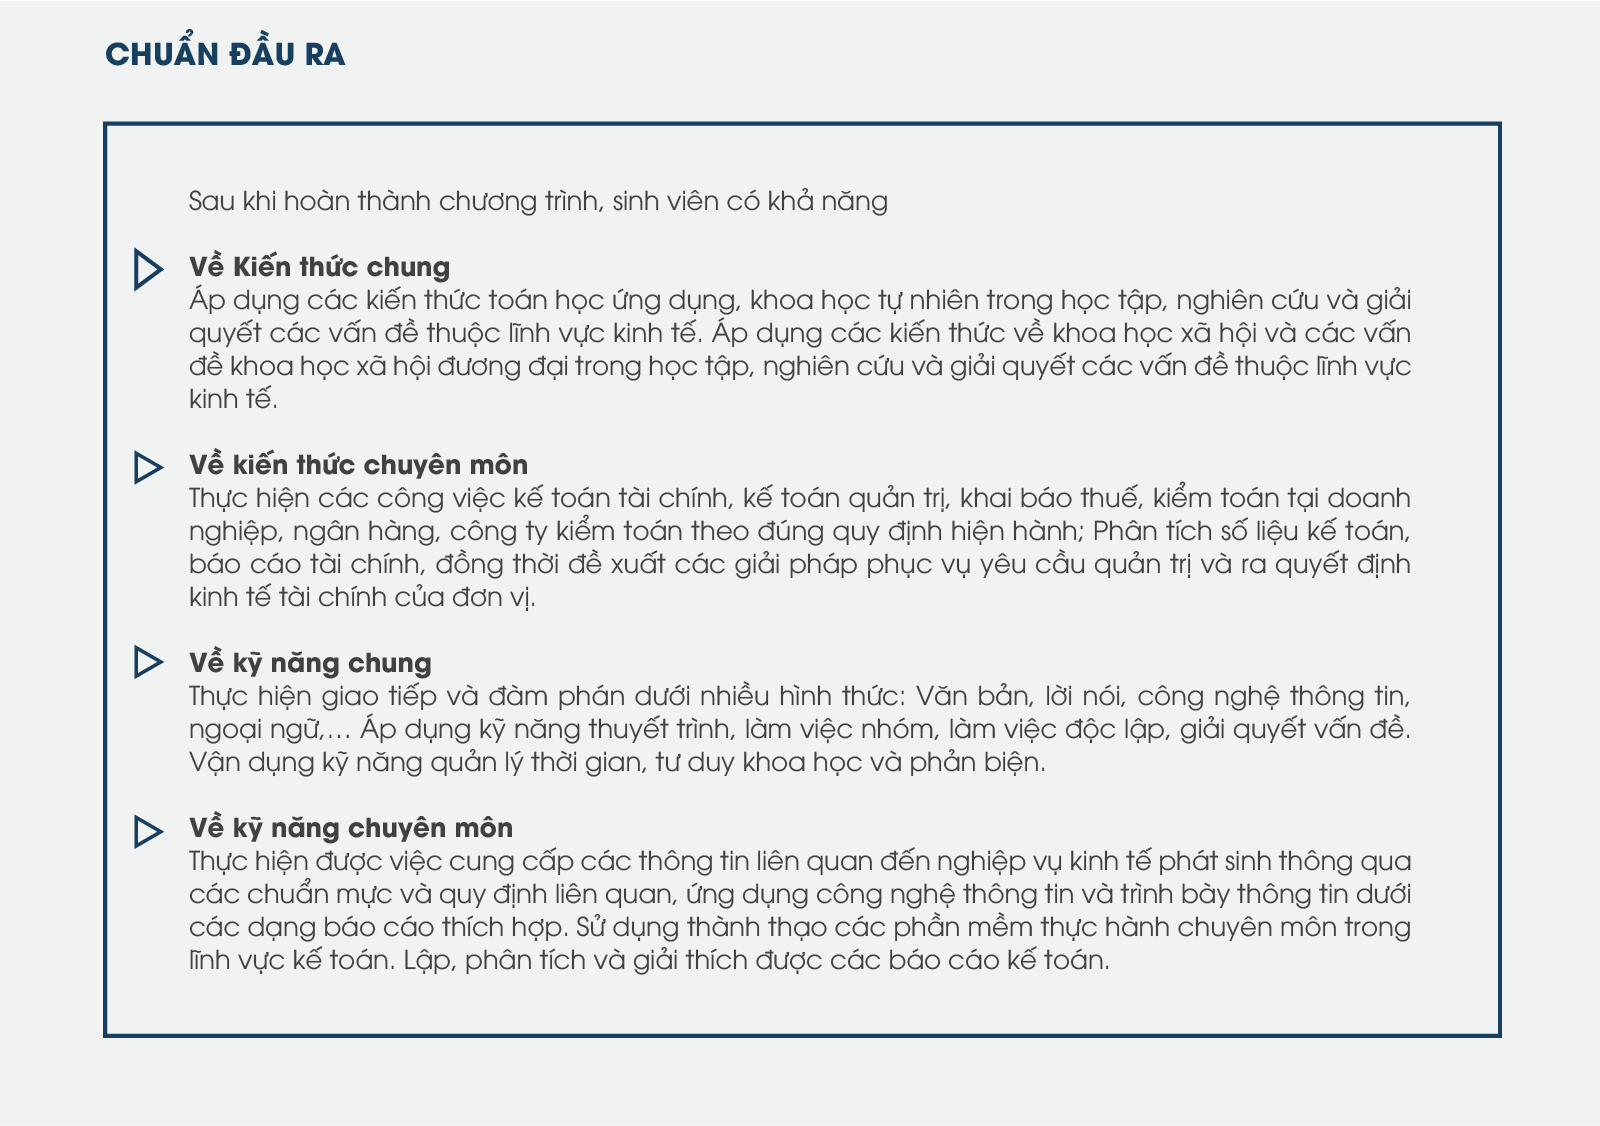 CHUẨN ĐẦU RA
Sau khi hoàn thành chương trình, sinh viên có khả năng
Về Kiến thức chung
Áp dụng các kiến thức toán học ứng dụng, khoa học tự nhiên trong học tập, nghiên cứu và giải
quyết các vấn đề thuộc lĩnh vực kinh tế. Áp dụng các kiến thức về khoa học xã hội và các vấn
đề khoa học xã hội đương đại trong học tập, nghiên cứu và giải quyết các vấn đề thuộc lĩnh vực
kinh tế.
Về kiến thức chuyên môn
Thực hiện các công việc kế toán tài chính, kế toán quản trị, khai báo thuế, kiểm toán tại doanh
nghiệp, ngân hàng, công ty kiểm toán theo đúng quy định hiện hành; Phân tích số liệu kế toán,
báo cáo tài chính, đồng thời đề xuất các giải pháp phục vụ yêu cầu quản trị và ra quyết định
kinh tế tài chính của đơn vị.
Về kỹ năng chung
Thực hiện giao tiếp và đàm phán dưới nhiều hình thức: Văn bản, lời nói, công nghệ thông tin,
ngoại ngữ,... Áp dụng kỹ năng thuyết trình, làm việc nhóm, làm việc độc lập, giải quyết vấn đề.
Vận dụng kỹ năng quản lý thời gian, tư duy khoa học và phản biện.
Về kỹ năng chuyên môn
Thực hiện được việc cung cấp các thông tin liên quan đến nghiệp vụ kinh tế phát sinh thông qua
các chuẩn mực và quy định liên quan, ứng dụng công nghệ thông tin và trình bày thông tin dưới
các dạng báo cáo thích hợp. Sử dụng thành thạo các phần mềm thực hành chuyên môn trong
lĩnh vực kế toán. Lập, phân tích và giải thích được các báo cáo kế toán.